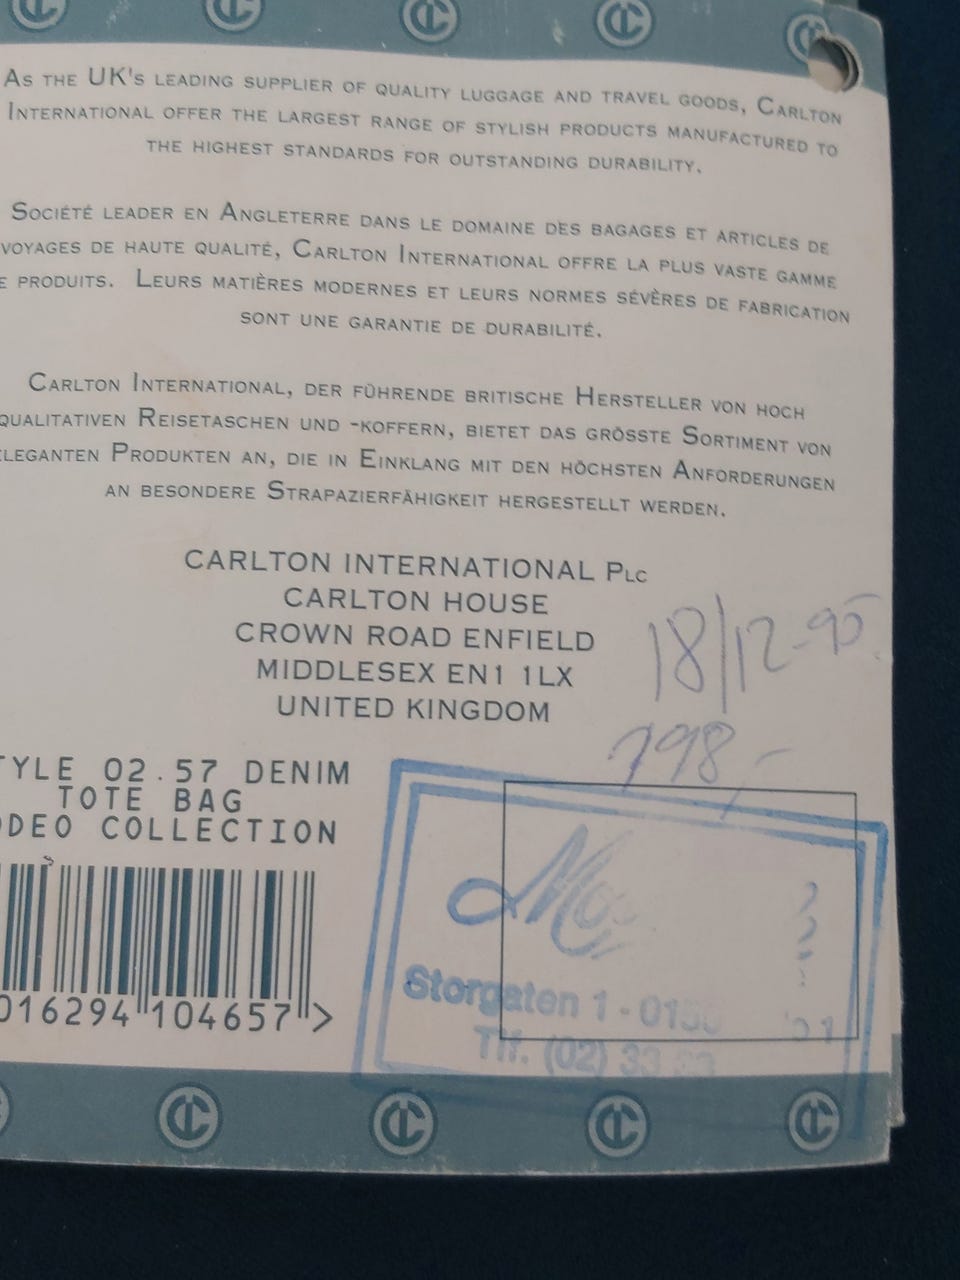 As the UK's leading supplier of quality luggage and travel goods, Carlton
International offer the largest range of stylish products manufactured to
the highest standards for outstanding durability.
Société leader en Angleterre dans le domaine des bagages et articles de
voyages de haute qualité, Carlton International offre la plus vaste gamme
produits. Leurs matières modernes et leurs normes sévères de fabrication
sont une garantie de durabilité.
Carlton International, der führende britische Hersteller von hoch
qualitativen Reisetaschen und -koffern, bietet das grösste Sortiment von
eleganten Produkten an, die in Einklang mit den höchsten Anforderungen
an besondere Strapazierfähigkeit hergestellt werden.
CARLTON INTERNATIONAL Plc
CARLTON HOUSE
CROWN ROAD ENFIELD
MIDDLESEX EN1 1LX
UNITED KINGDOM
18/12-95
798,-
TYLE 02.57 DENIM
TOTE BAG
ODEO COLLECTION
016294 104657 >
Storgaten 1 -
Tlf. (02) 33